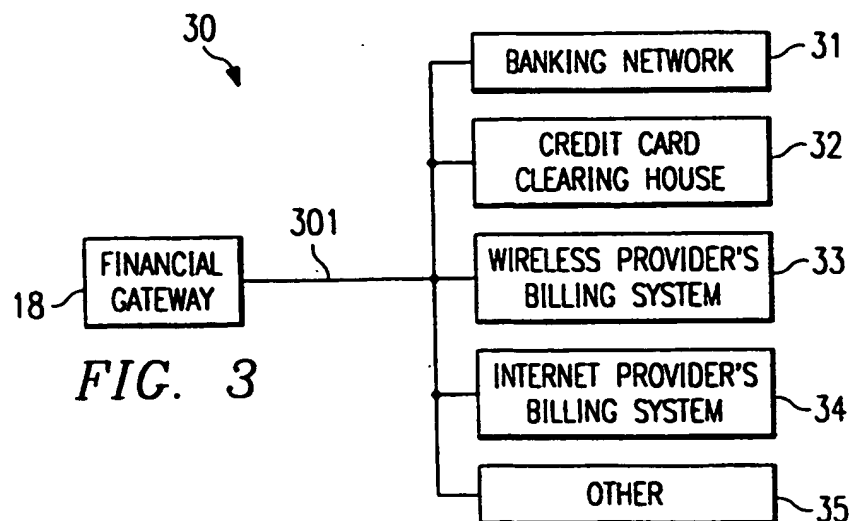 30
BANKING NETWORK
31
CREDIT CARD
CLEARING HOUSE
32
301
FINANCIAL
GATEWAY
18
WIRELESS PROVIDER'S
BILLING SYSTEM
33
FIG. 3
INTERNET PROVIDER'S
BILLING SYSTEM
34
OTHER
35